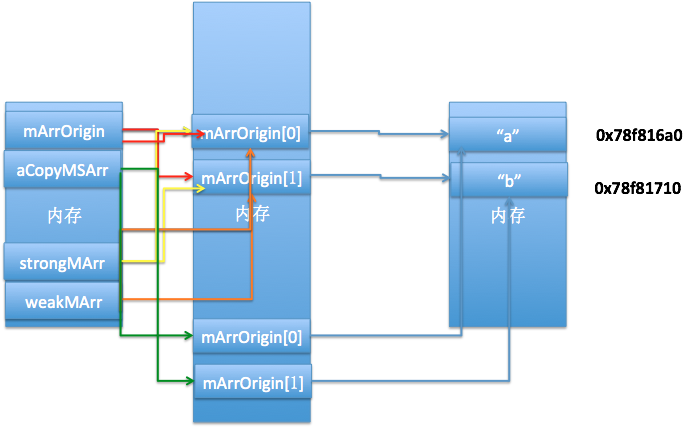 mArrOrigin
aCopyMSArr
内存
strongMArr
weakMArr
mArrOrigin[0]
mArrOrigin[1]
内存
mArrOrigin[0]
mArrOrigin[1]
“a”
“b”
内存
0x78f816a0
0x78f81710